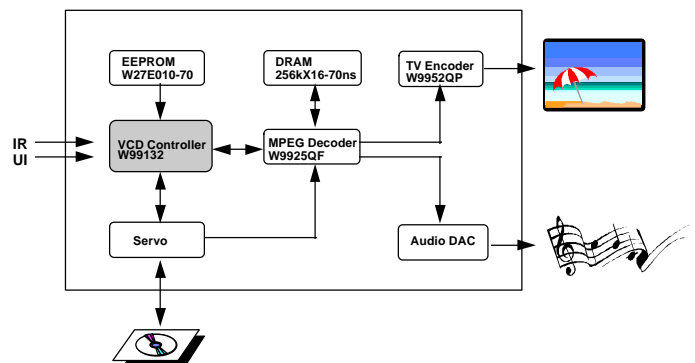 EEPROM
W27E010-70
DRAM
256kX16-70ns
TV Encoder
W9952QP
IR
UI
VCD Controller
W99132
MPEG Decoder
W9925QF
Servo
Audio DAC